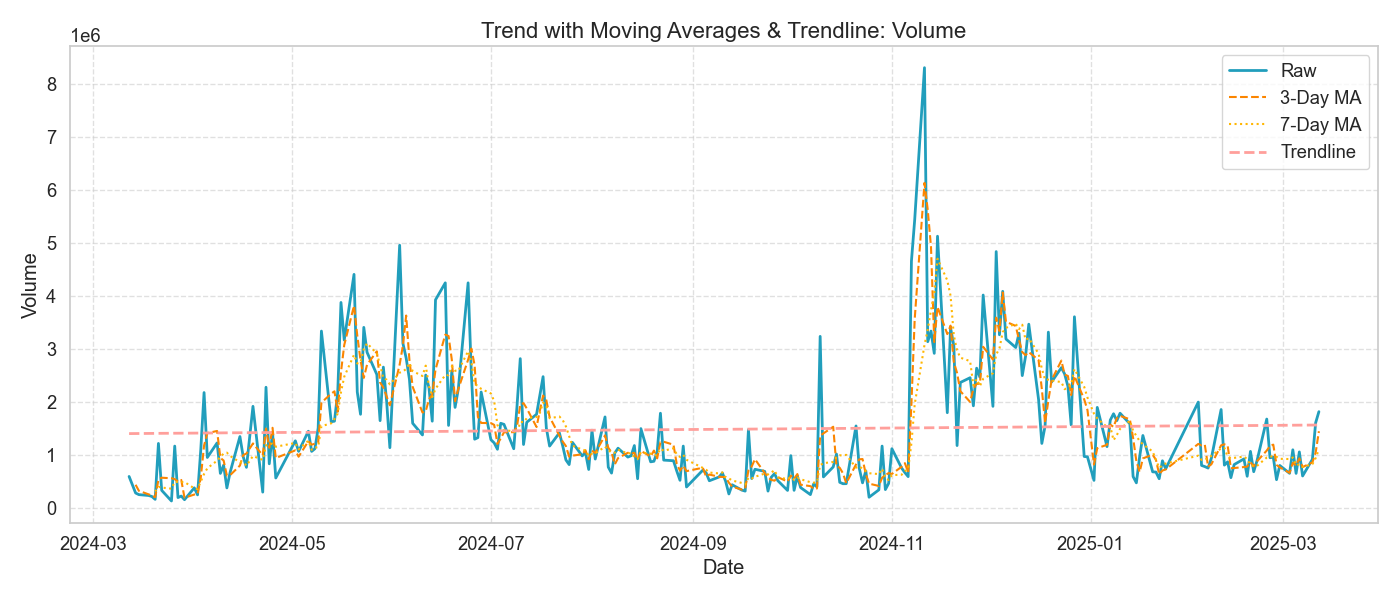 Trend with Moving Averages & Trendline: Volume
1e6
8
7
6
5
4
3
2
1
0
Volume
Raw
3-Day MA
7-Day MA
Trendline
2024-03
2024-05
2024-07
2024-09
2024-11
2025-01
2025-03
Date